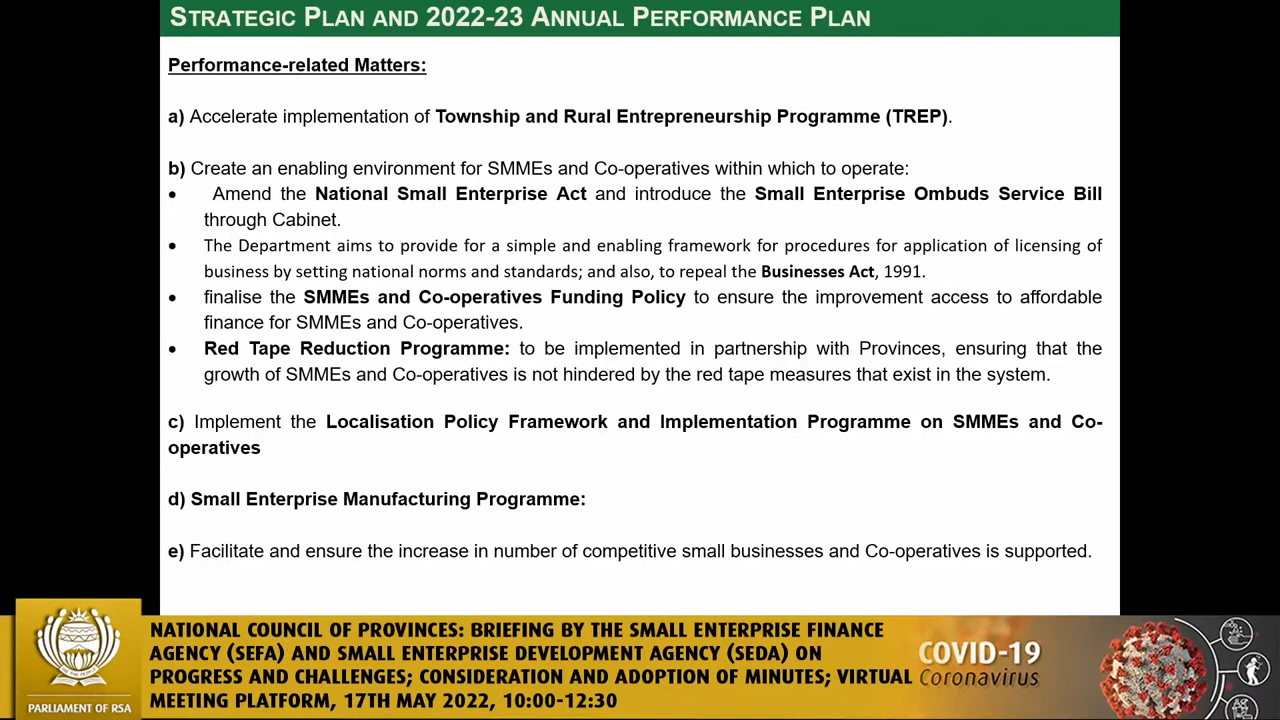 STRATEGIC PLAN AND 2022-23 ANNUAL PERFORMANCE PLAN
Performance-related Matters:
a) Accelerate implementation of Township and Rural Entrepreneurship Programme (TREP).
b) Create an enabling environment for SMMEs and Co-operatives within which to operate:
• Amend the National Small Enterprise Act and introduce the Small Enterprise Ombuds Service Bill
through Cabinet.
• The Department aims to provide for a simple and enabling framework for procedures for application of licensing of
business by setting national norms and standards; and also, to repeal the Businesses Act, 1991.
• finalise the SMMEs and Co-operatives Funding Policy to ensure the improvement access to affordable
finance for SMMEs and Co-operatives.
• Red Tape Reduction Programme: to be implemented in partnership with Provinces, ensuring that the
growth of SMMEs and Co-operatives is not hindered by the red tape measures that exist in the system.
c) Implement the Localisation Policy Framework and Implementation Programme on SMMEs and Co-
operatives
d) Small Enterprise Manufacturing Programme:
e) Facilitate and ensure the increase in number of competitive small businesses and Co-operatives is supported.
NATIONAL COUNCIL OF PROVINCES: BRIEFING BY THE SMALL ENTERPRISE FINANCE
AGENCY (SEFA) AND SMALL ENTERPRISE DEVELOPMENT AGENCY (SEDA) ON
PROGRESS AND CHALLENGES; CONSIDERATION AND ADOPTION OF MINUTES; VIRTUAL
MEETING PLATFORM, 17TH MAY 2022, 10:00-12:30
PARLIAMENT OF RSA
COVID-19
Coronavirus